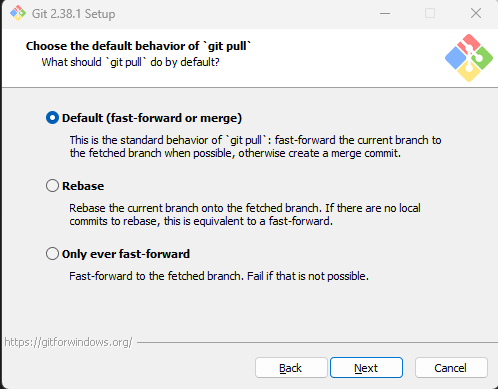 Git 2.38.1 Setup
Choose the default behavior of `git pull`
What should `git pull` do by default?
Default (fast-forward or merge)
This is the standard behavior of `git pull`: fast-forward the current branch to
the fetched branch when possible, otherwise create a merge commit.
Rebase
Rebase the current branch onto the fetched branch. If there are no local
commits to rebase, this is equivalent to a fast-forward.
Only ever fast-forward
Fast-forward to the fetched branch. Fail if that is not possible.
https://gitforwindows.org/
Back Next Cancel